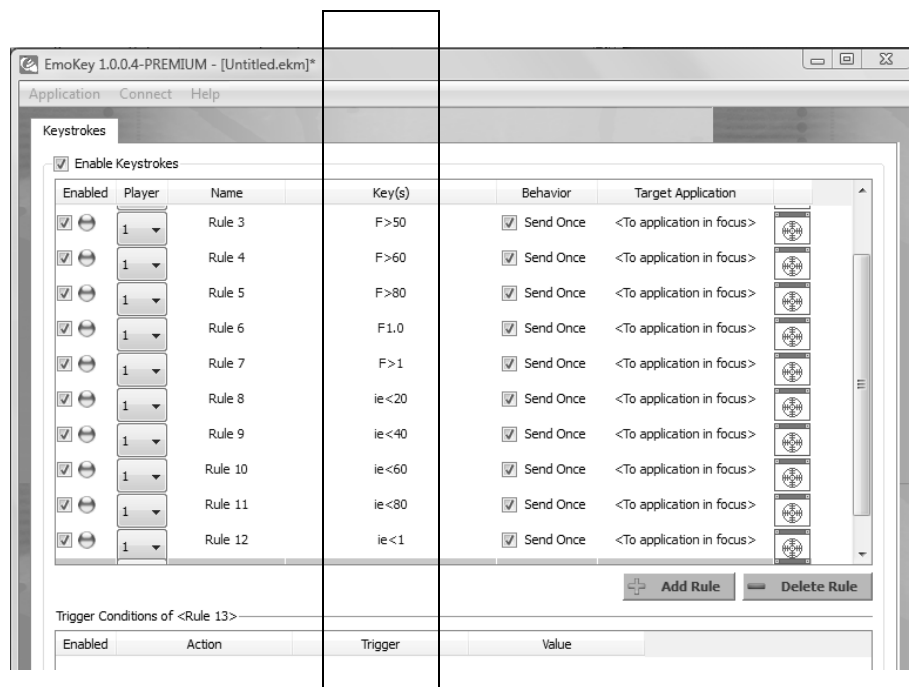 EmoKey 1.0.0.4-PREMIUM - [Untitled.ekm]*
Application Connect Help
Keystrokes
Enable Keystrokes
Enabled Player Name Key(s) Behavior Target Application
1 Rule 3 F>50 Send Once <To application in focus>
1 Rule 4 F>60 Send Once <To application in focus>
1 Rule 5 F>80 Send Once <To application in focus>
1 Rule 6 F1.0 Send Once <To application in focus>
1 Rule 7 F>1 Send Once <To application in focus>
1 Rule 8 ie<20 Send Once <To application in focus>
1 Rule 9 ie<40 Send Once <To application in focus>
1 Rule 10 ie<60 Send Once <To application in focus>
1 Rule 11 ie<80 Send Once <To application in focus>
1 Rule 12 ie<1 Send Once <To application in focus>
Add Rule Delete Rule
Trigger Conditions of <Rule 13>
Enabled Action Trigger Value